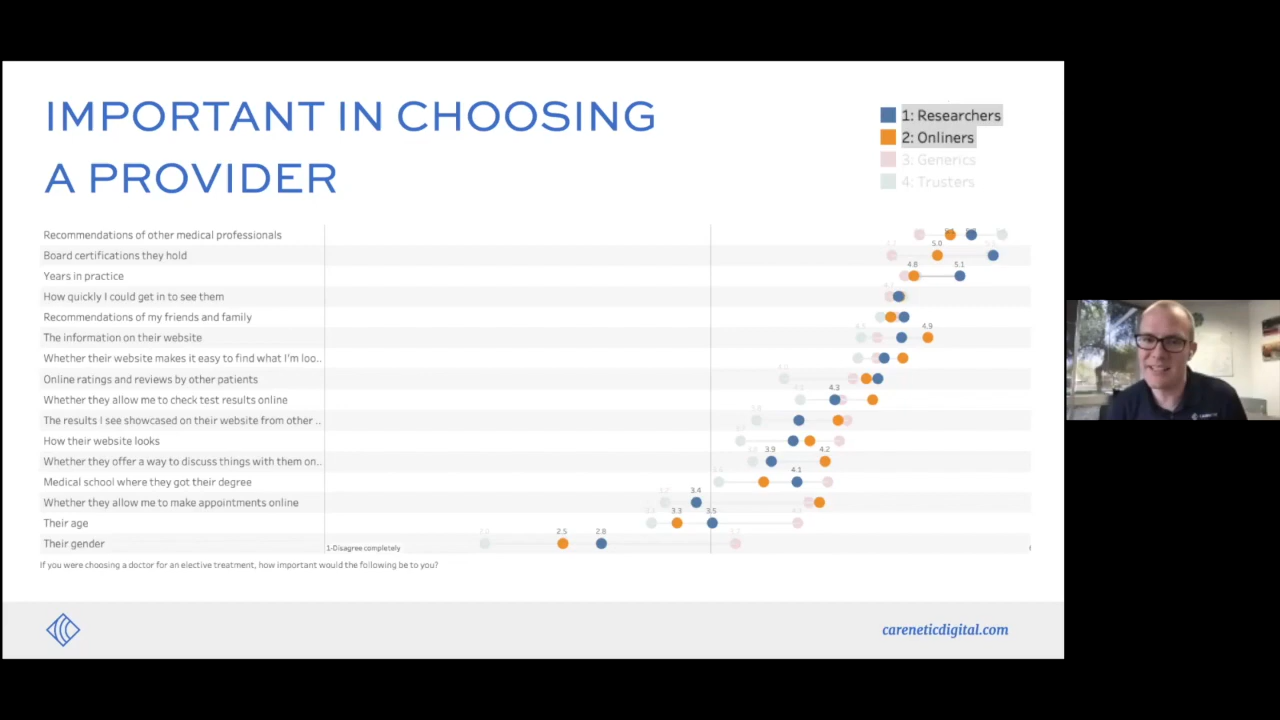 IMPORTANT IN CHOOSING
A PROVIDER
1: Researchers
2: Onliners
3: Generics
4: Trusters
Recommendations of other medical professionals
Board certifications they hold
5.0
Years in practice
4.8
5.1
How quickly I could get in to see them
Recommendations of my friends and family
The information on their website
4.9
Whether their website makes it easy to find what I'm loo..
Online ratings and reviews by other patients
Whether they allow me to check test results online
4.3
The results I see showcased on their website from other ..
How their website looks
Whether they offer a way to discuss things with them on..
3.9
4.2
Medical school where they got their degree
4.1
Whether they allow me to make appointments online
3.4
Their age
3.3
3.5
Their gender
2.5
2.8
1-Disagree completely
If you were choosing a doctor for an elective treatment, how important would the following be to you?
careneticdigital.com